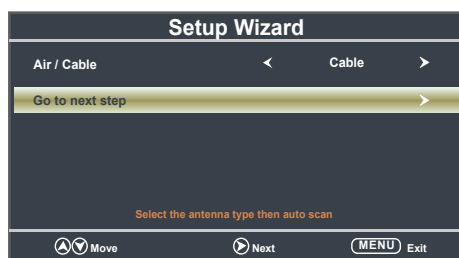 Setup Wizard
Air / Cable Cable
Go to next step
Select the antenna type then auto scan
Move Next MENU Exit